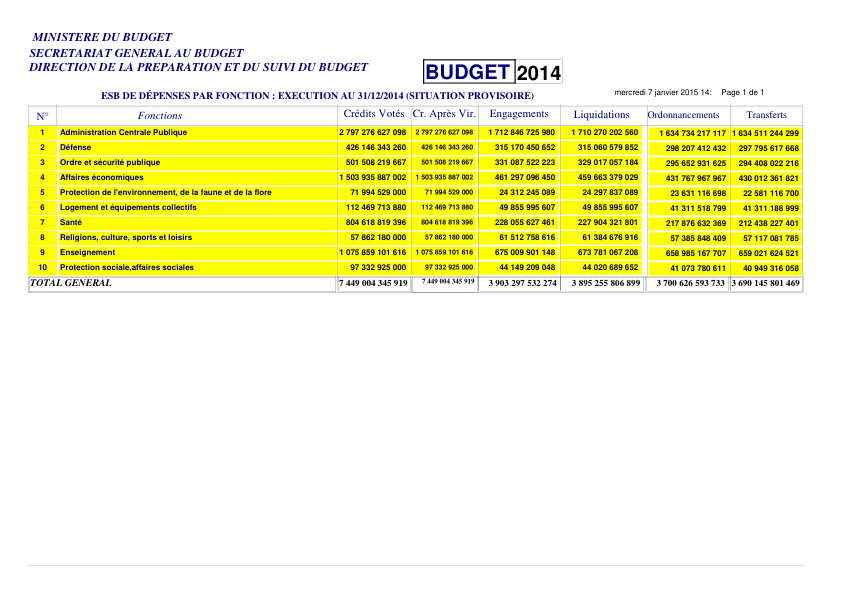 MINISTERE DU BUDGET
SECRETARIAT GENERAL AU BUDGET
DIRECTION DE LA PREPARATION ET DU SUIVI DU BUDGET
BUDGET 2014
ESB DE DÉPENSES PAR FONCTION : EXECUTION AU 31/12/2014 (SITUATION PROVISOIRE)
mercredi 7 janvier 2015 14: Page 1 de 1
N° Fonctions Crédits Votés Cr. Après Vir. Engagements Liquidations Ordonnancements Transferts
1 Administration Centrale Publique 2 797 276 627 098 2 797 276 627 098 1 712 846 725 980 1 710 270 202 560 1 634 734 217 117 1 634 511 244 299
2 Défense 426 146 343 260 426 146 343 260 315 170 450 652 315 060 579 852 298 207 412 432 297 795 617 668
3 Ordre et sécurité publique 501 508 219 667 501 508 219 667 331 087 522 223 329 017 057 184 295 652 931 625 294 408 022 216
4 Affaires économiques 1 503 935 887 002 1 503 935 887 002 461 297 096 450 459 663 379 029 431 767 967 967 430 012 361 821
5 Protection de l'environnement, de la faune et de la flore 71 994 529 000 71 994 529 000 24 312 245 089 24 297 837 089 23 631 116 698 22 581 116 700
6 Logement et équipements collectifs 112 469 713 880 112 469 713 880 49 855 995 607 49 855 995 607 41 311 518 799 41 311 188 999
7 Santé 804 618 819 396 804 618 819 396 228 055 627 461 227 904 321 801 217 876 632 369 212 438 227 401
8 Religions, culture, sports et loisirs 57 862 180 000 57 862 180 000 61 512 758 616 61 384 676 916 57 385 848 409 57 117 081 785
9 Enseignement 1 075 859 101 616 1 075 859 101 616 675 009 901 148 673 781 067 208 658 985 167 707 659 021 624 521
10 Protection sociale,affaires sociales 97 332 925 000 97 332 925 000 44 149 209 048 44 020 689 652 41 073 780 611 40 949 316 058
TOTAL GENERAL 7 449 004 345 919 7 449 004 345 919 3 903 297 532 274 3 895 255 806 899 3 700 626 593 733 3 690 145 801 469